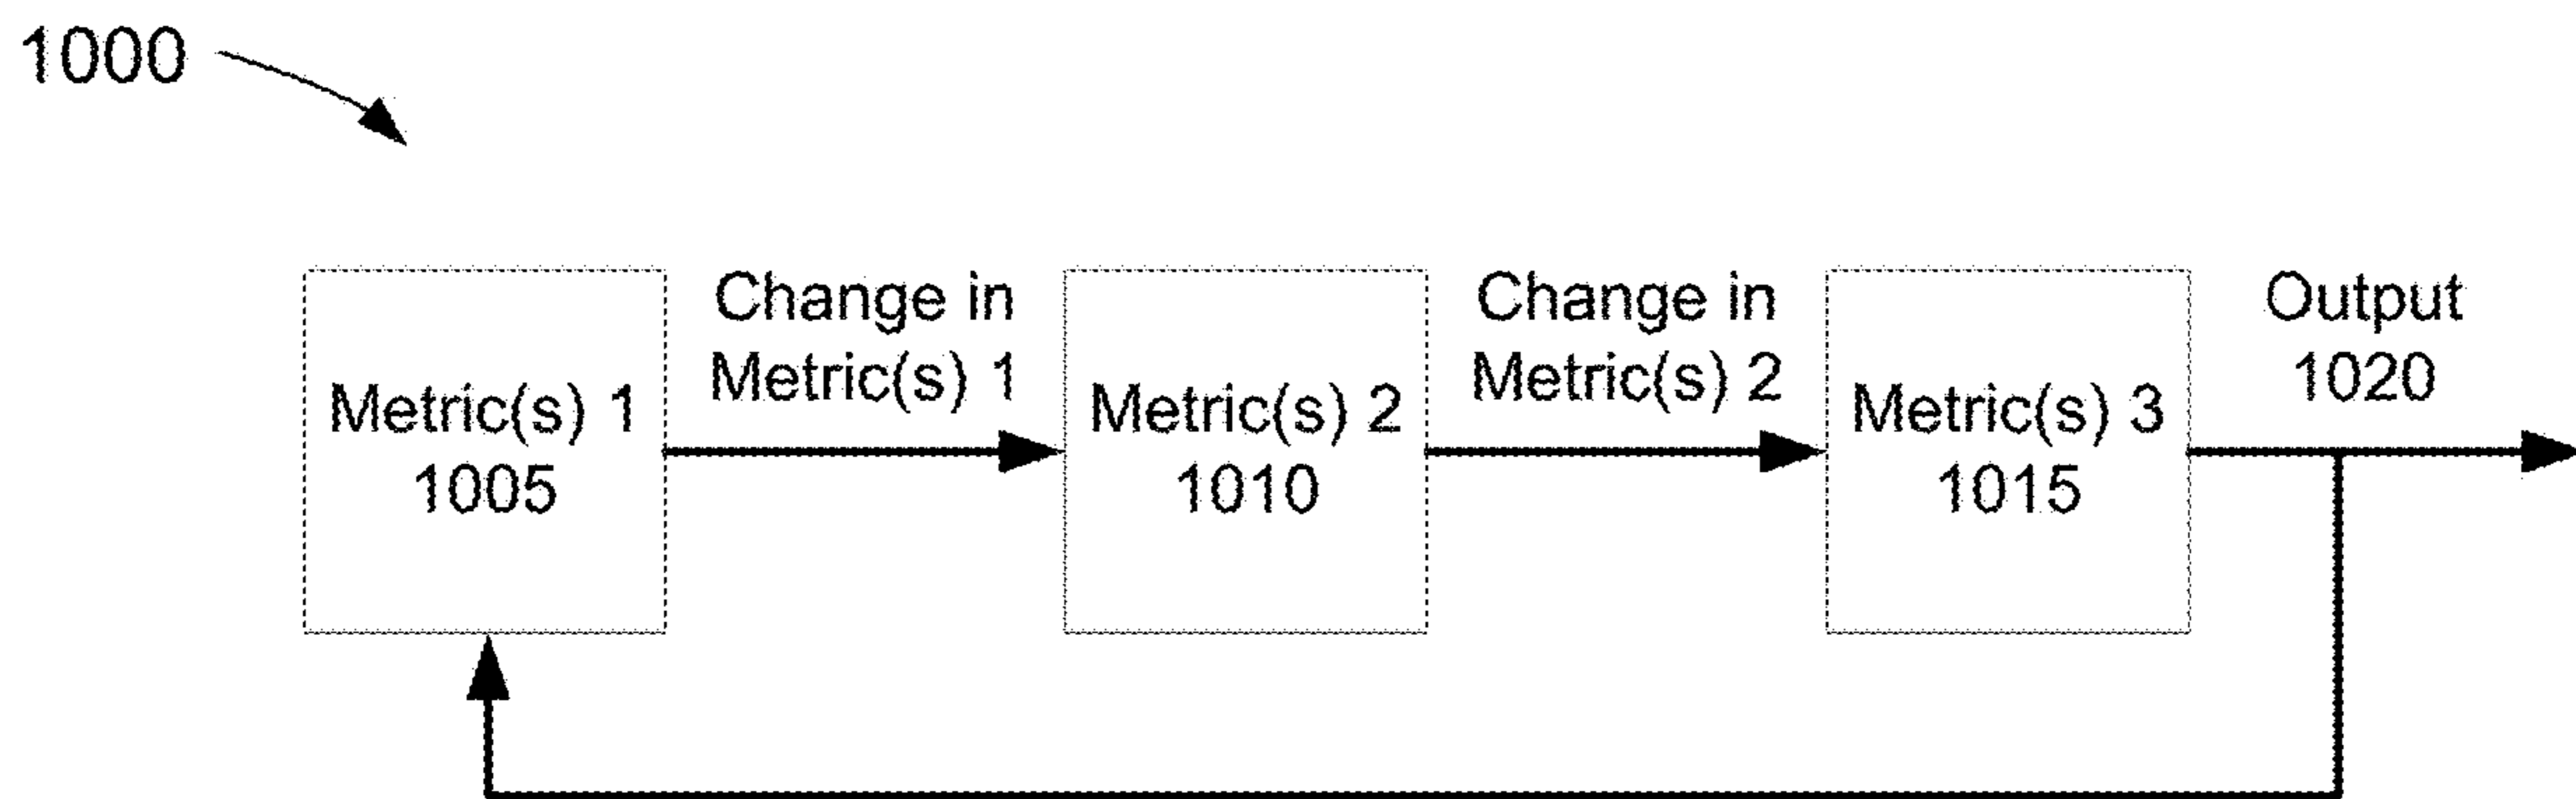 1000
Metric(s) 1
1005
Change in
Metric(s) 1
Metric(s) 2
1010
Change in
Metric(s) 2
Metric(s) 3
1015
Output
1020